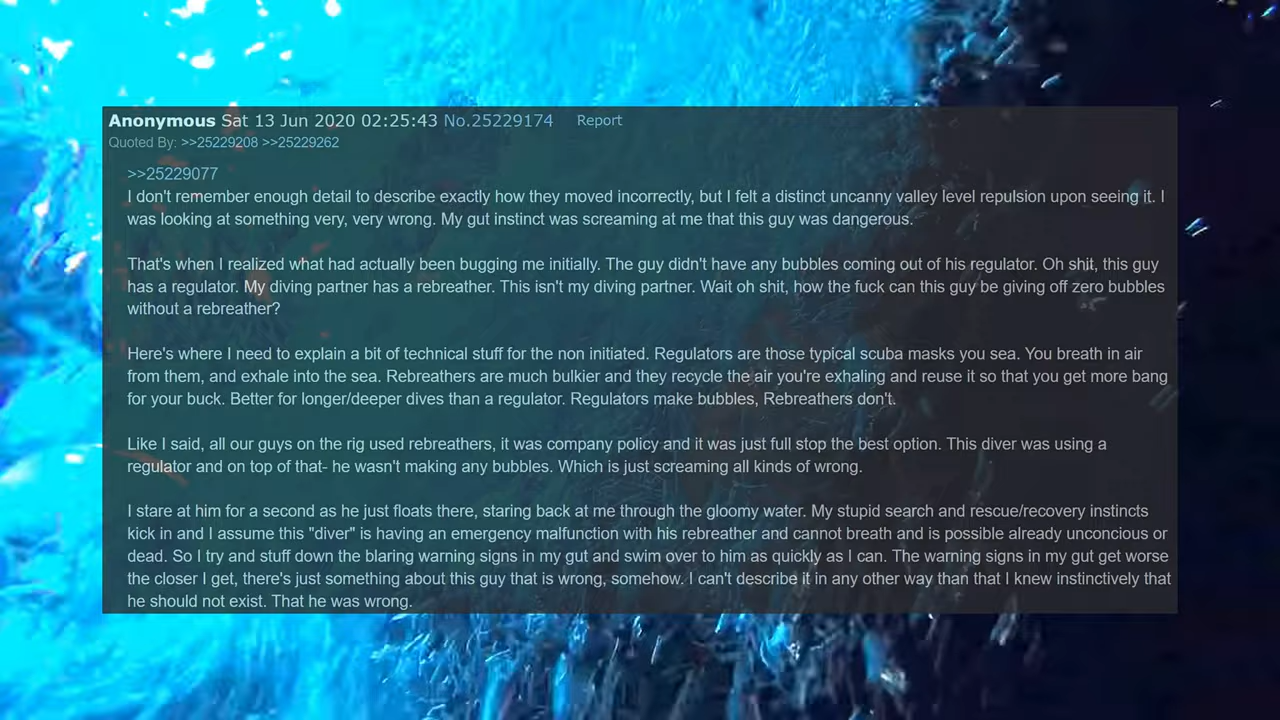 Anonymous Sat 13 Jun 2020 02:25:43 No.25229174 Report
Quoted By: >>25229208 >>25229262
>>25229077
I don't remember enough detail to describe exactly how they moved incorrectly, but I felt a distinct uncanny valley level repulsion upon seeing it. I
was looking at something very, very wrong. My gut instinct was screaming at me that this guy was dangerous.
That's when I realized what had actually been bugging me initially. The guy didn't have any bubbles coming out of his regulator. Oh shit, this guy
has a regulator. My diving partner has a rebreather. This isn't my diving partner. Wait oh shit, how the fuck can this guy be giving off zero bubbles
without a rebreather?
Here's where I need to explain a bit of technical stuff for the non initiated. Regulators are those typical scuba masks you sea. You breath in air
from them, and exhale into the sea. Rebreathers are much bulkier and they recycle the air you're exhaling and reuse it so that you get more bang
for your buck. Better for longer/deeper dives than a regulator. Regulators make bubbles, Rebreathers don't.
Like I said, all our guys on the rig used rebreathers, it was company policy and it was just full stop the best option. This diver was using a
regulator and on top of that- he wasn't making any bubbles. Which is just screaming all kinds of wrong.
I stare at him for a second as he just floats there, staring back at me through the gloomy water. My stupid search and rescue/recovery instincts
kick in and I assume this "diver" is having an emergency malfunction with his rebreather and cannot breath and is possible already unconcious or
dead. So I try and stuff down the blaring warning signs in my gut and swim over to him as quickly as I can. The warning signs in my gut get worse
the closer I get, there's just something about this guy that is wrong, somehow. I can't describe it in any other way than that I knew instinctively that
he should not exist. That he was wrong.